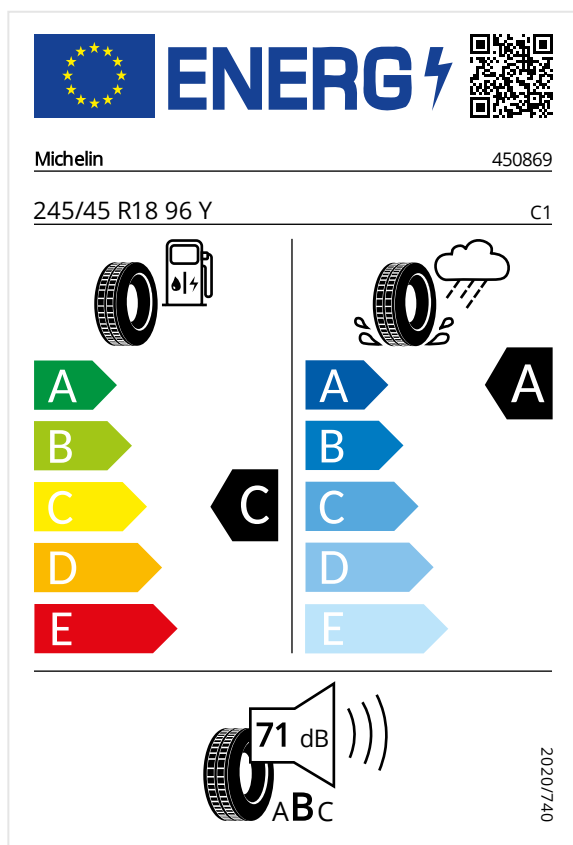 ENERG
Michelin 450869
245/45 R18 96 Y C1
A A A
B B
C C C
D D
E E
71 dB
ABC
2020/740